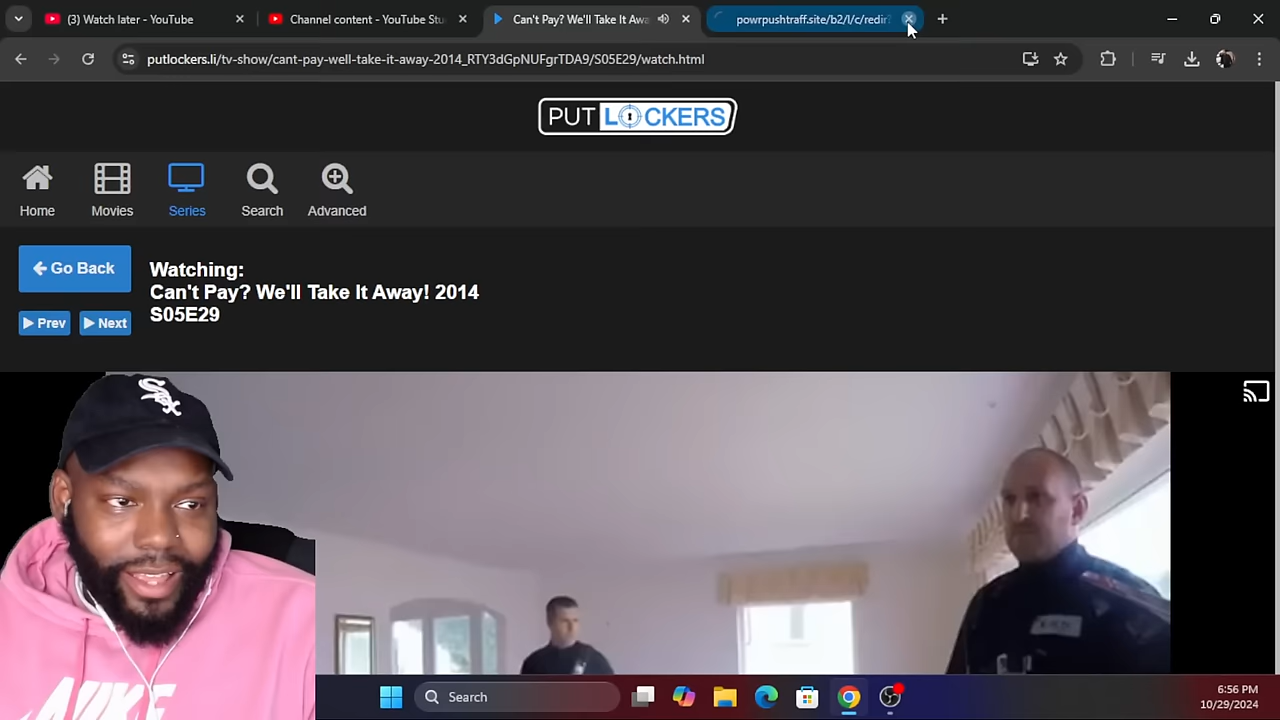 (3) Watch later - YouTube
Channel content - YouTube Stu
Can't Pay? We'll Take It Awa
powrpushtraff.site/b2/l/c/redir?
putlockers.li/tv-show/cant-pay-well-take-it-away-2014_RTY3dGpNUFgrTDA9/S05E29/watch.html
PUT LOCKERS
Home
Movies
Series
Search
Advanced
Go Back
Watching:
Can't Pay? We'll Take It Away! 2014
S05E29
Prev
Next
Sox
NIKE
Search
6:56 PM
10/29/2024